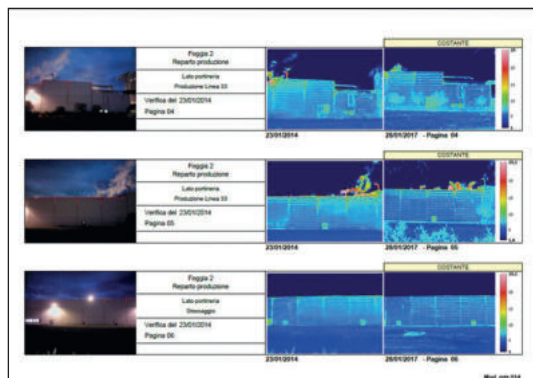 COSTANTE
Foggia 2
Reparto produzione
Lato portineria
Produzione Linea 03
Verifica del 23/01/2014
Pagina 04
23/01/2014
28/01/2017 - Pagina 04
COSTANTE
Foggia 2
Reparto produzione
Lato portineria
Produzione Linea 03
Verifica del 23/01/2014
Pagina 05
23/01/2014
28/01/2017 - Pagina 05
COSTANTE
Foggia 2
Reparto produzione
Lato portineria
Stoccaggio
Verifica del 23/01/2014
Pagina 06
23/01/2014
28/01/2017 - Pagina 06